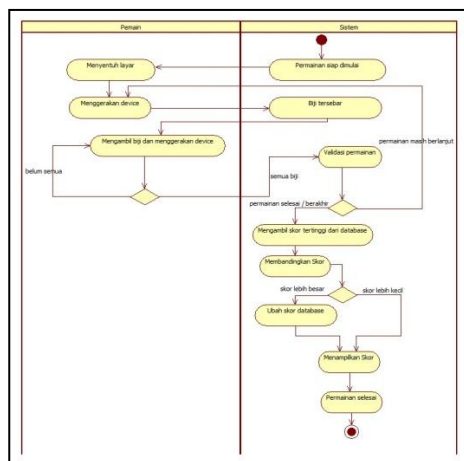 Pemain
Sistem
Permainan siap dimulai
Menyentuh layar
Menggerakan device
Biji tersebar
permainan masih berlanjut
Mengambil biji dan menggerakan device
Validasi permainan
belum semua
semua biji
permainan selesai / berakhir
Mengambil skor tertinggi dari database
Membandingkan Skor
skor lebih besar
skor lebih kecil
Ubah skor database
Menampilkan Skor
Permainan selesai